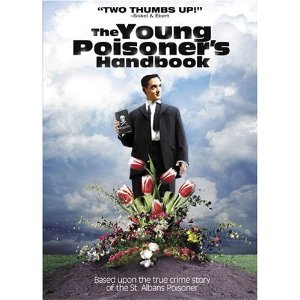 "TWO THUMBS UP!"
-Siskel & Ebert
The
Young
Poisoner's
Handbook
Based upon the true crime story
of the St. Albans Poisoner